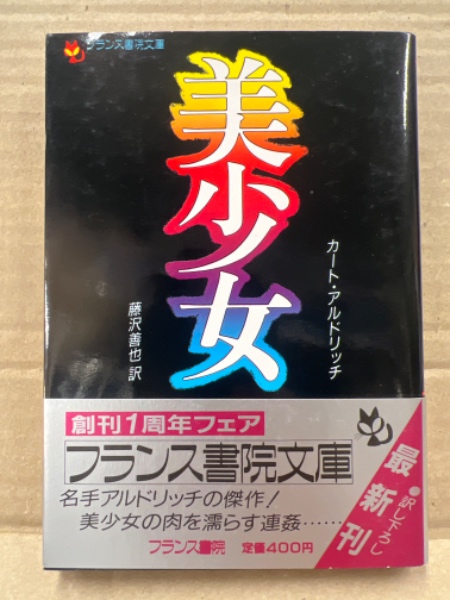 フランス書院文庫
美少女
カート・アルドリッチ
藤沢善也訳
創刊1周年フェア
フランス書院文庫
名手アルドリッチの傑作!
美少女の肉を濡らす連姦……
フランス書院 定価400円
訳し下ろし
最新刊